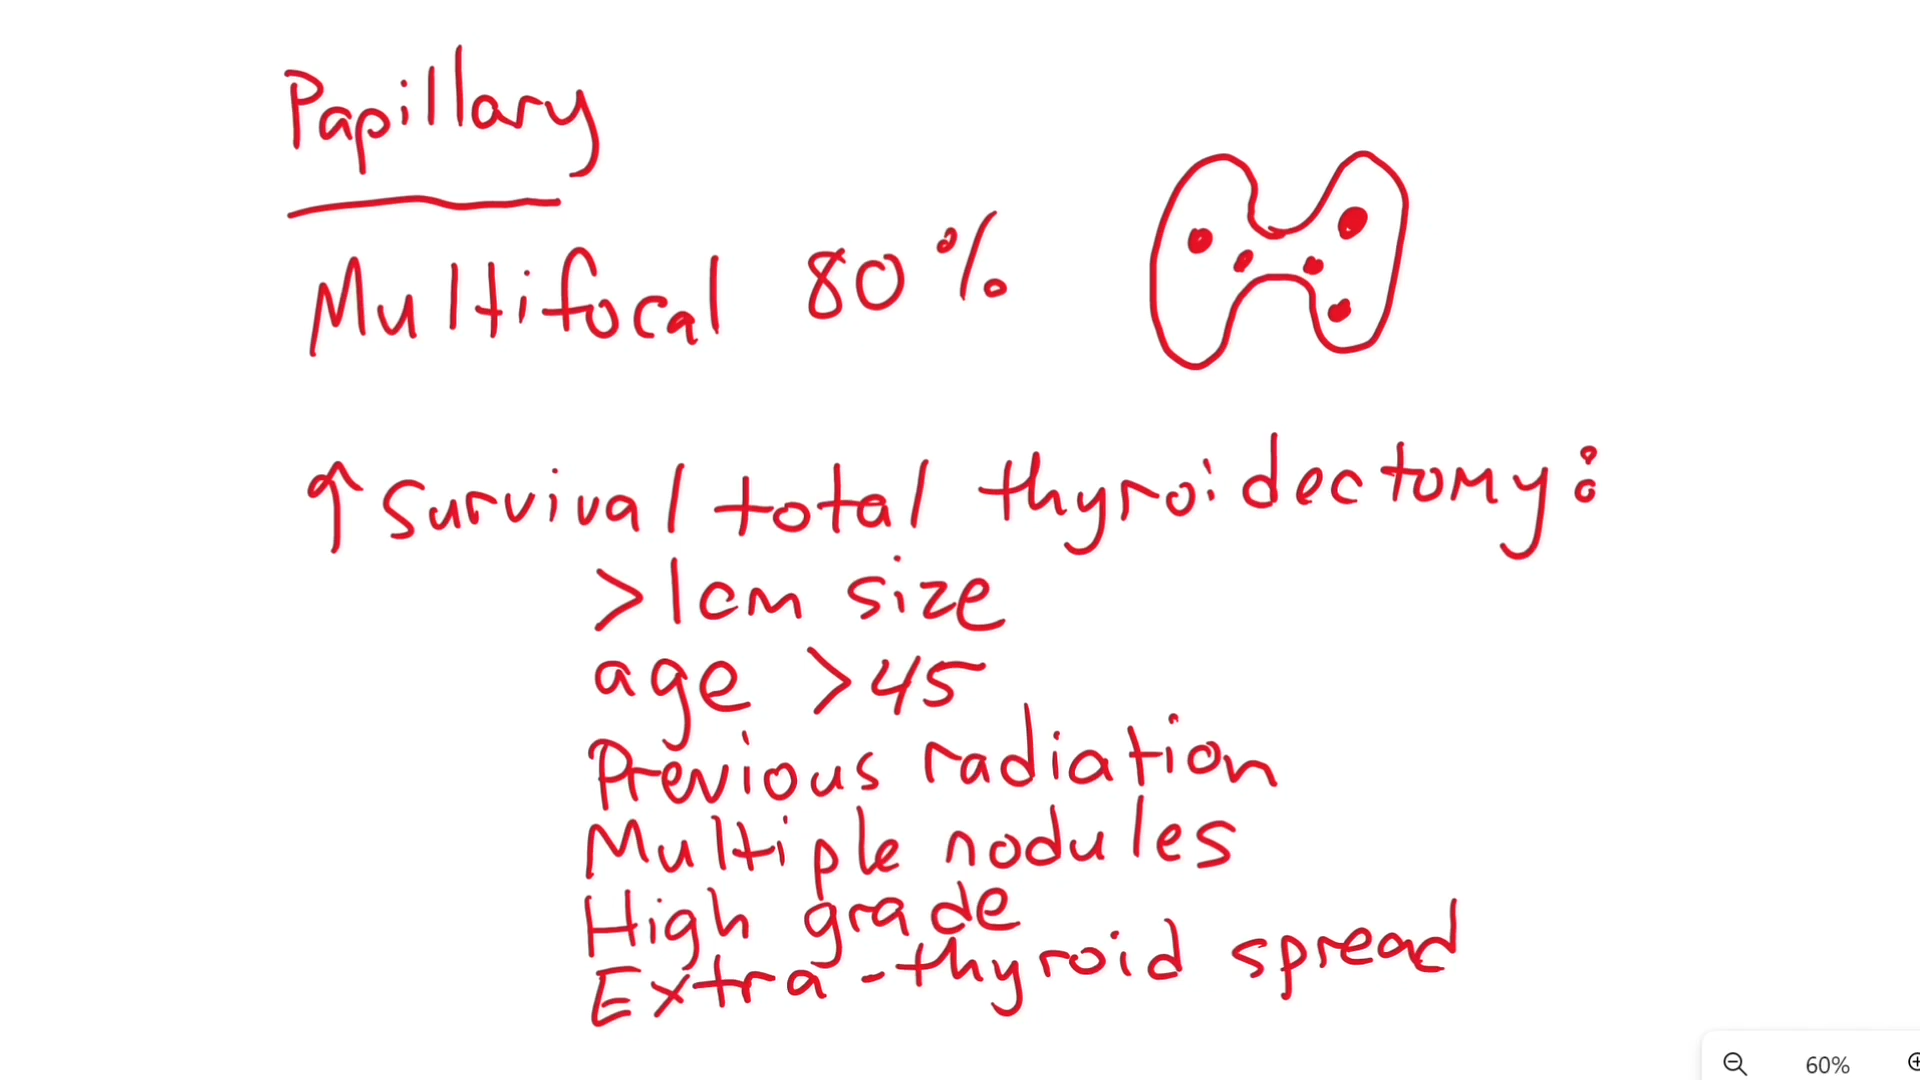 Papillary
Multifocal 80%
↑ Survival total thyroidectomy:
>1cm size
age >45
Previous radiation
Multiple nodules
High grade
Extra-thyroid spread
60%